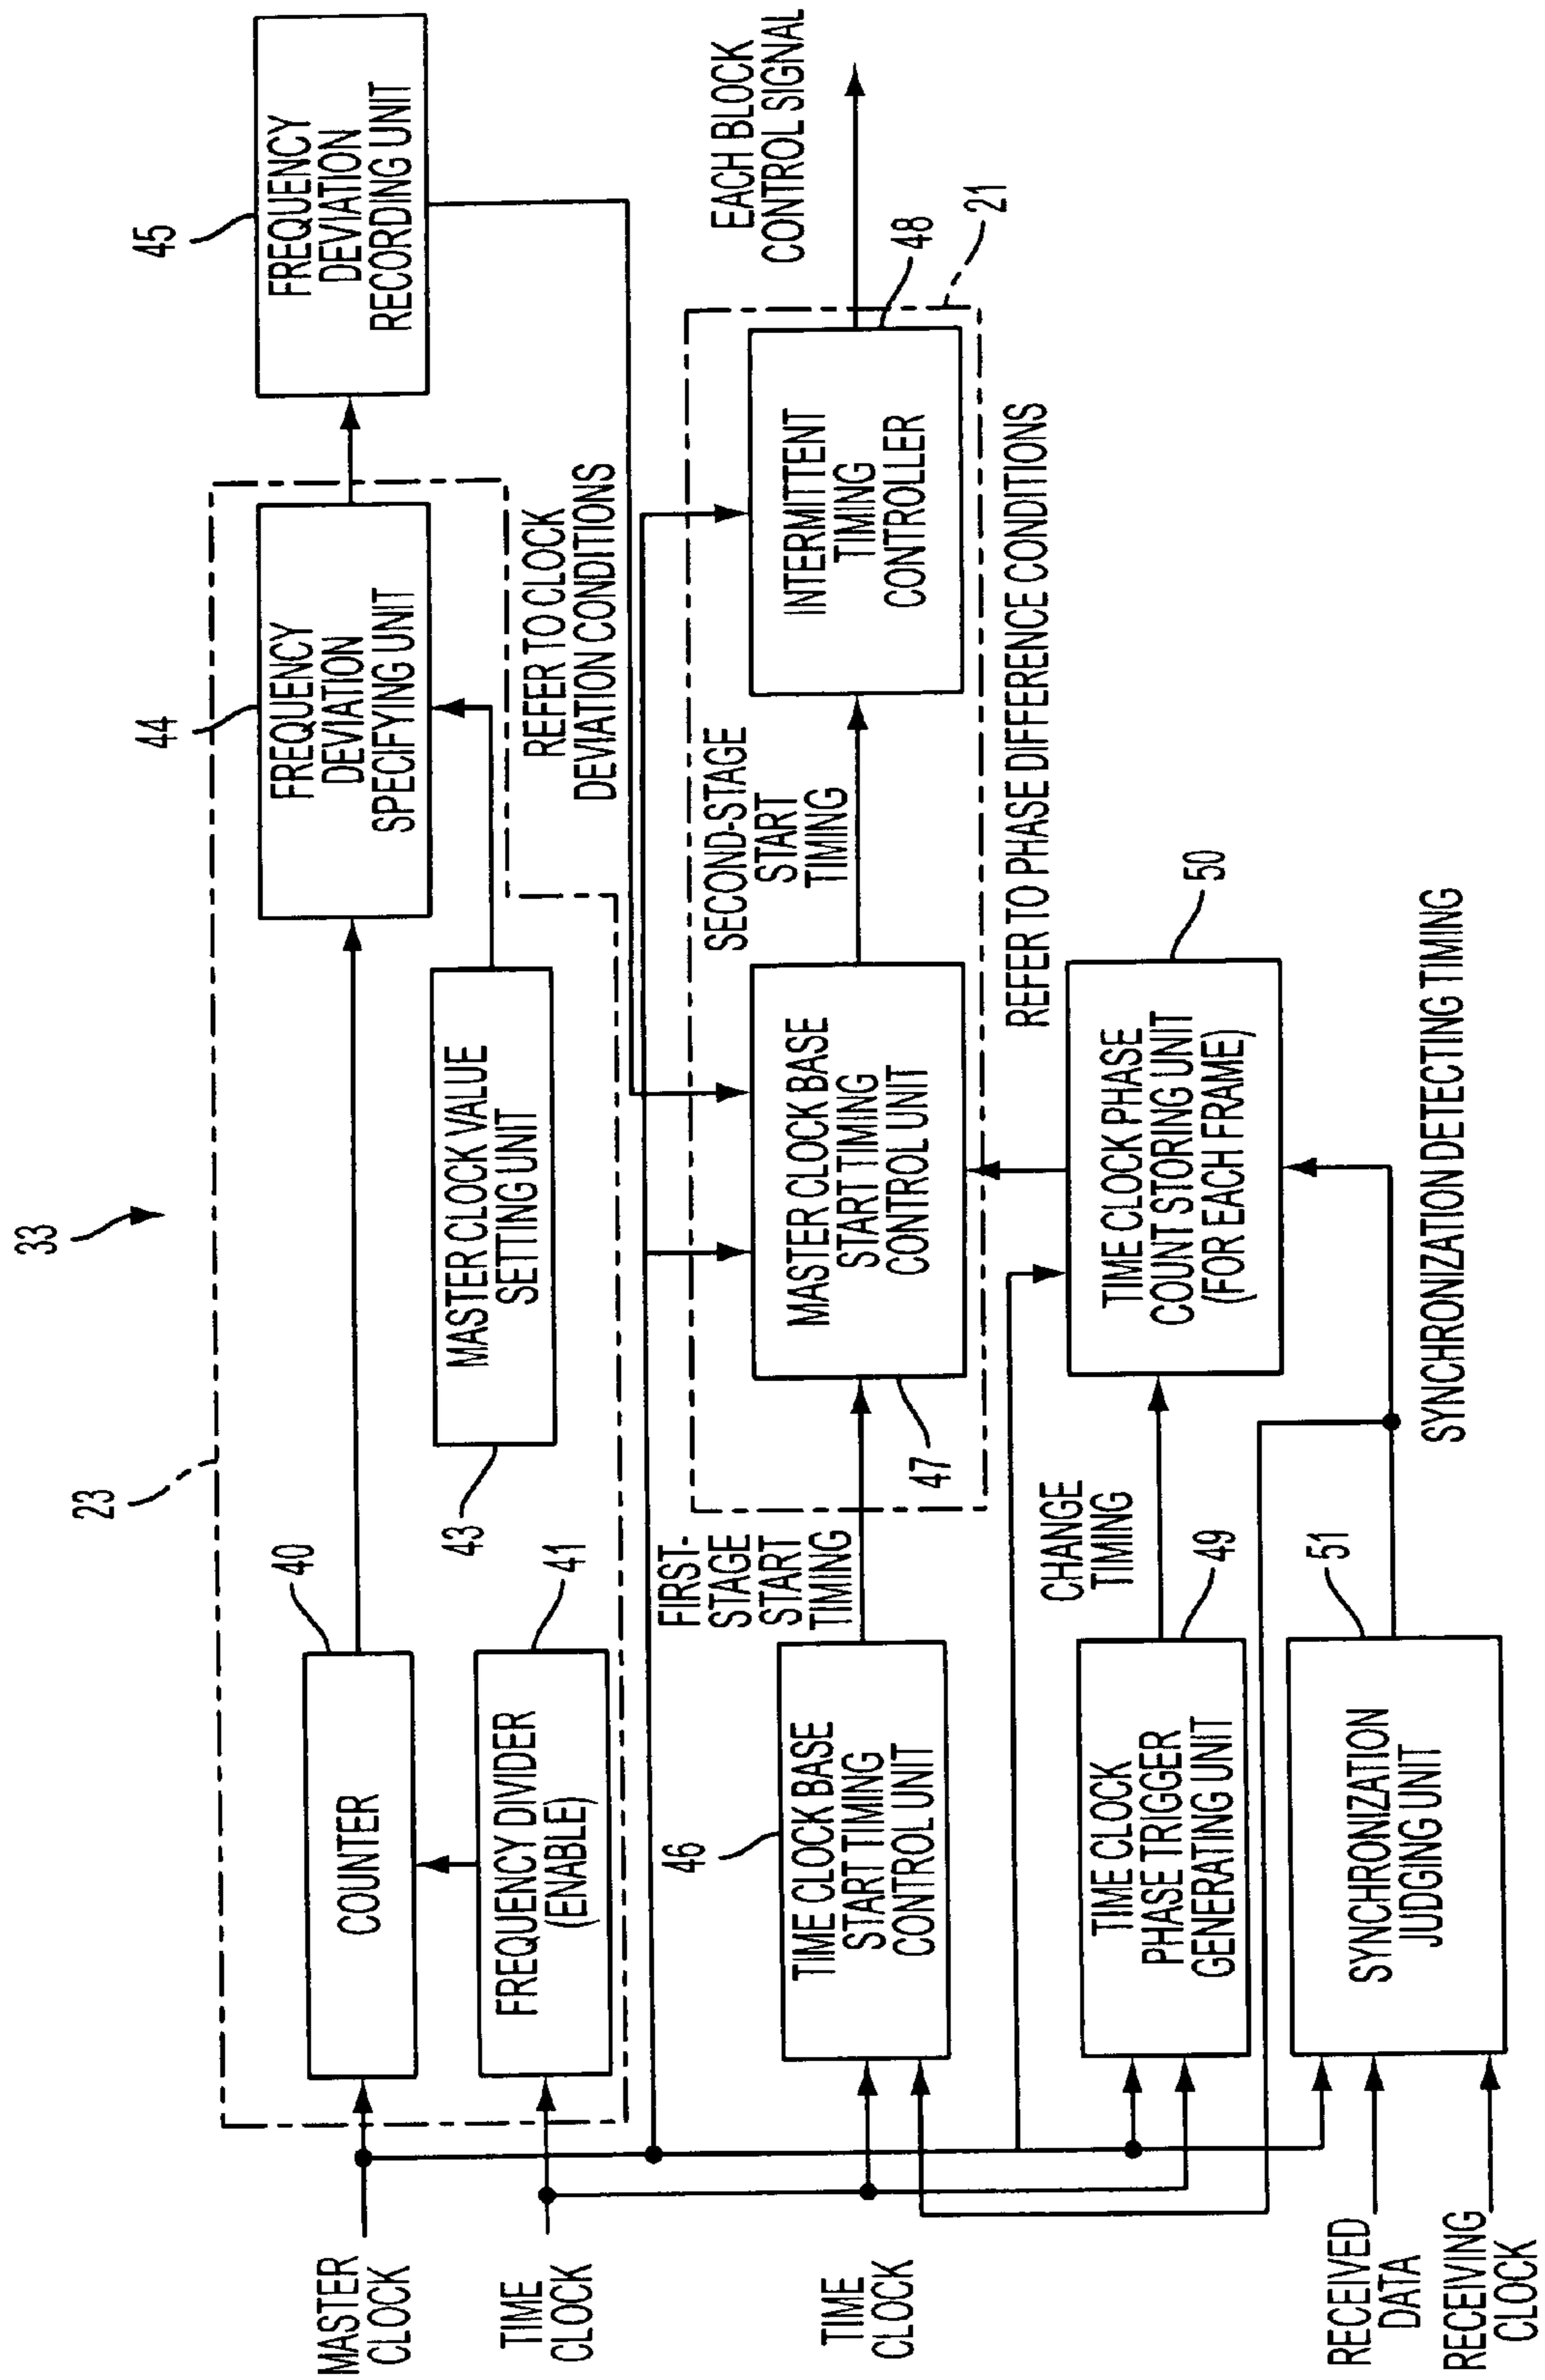 33
23
40
COUNTER
41
FREQUENCY DIVIDER
(ENABLE)
43
MASTER CLOCK VALUE
SETTING UNIT
44
FREQUENCY
DEVIATION
SPECIFYING UNIT
45
FREQUENCY
DEVIATION
RECORDING UNIT
REFER TO CLOCK
DEVIATION CONDITIONS
MASTER
CLOCK
TIME
CLOCK
TIME
CLOCK
46
TIME CLOCK BASE
START TIMING
CONTROL UNIT
FIRST-
STAGE
START
TIMING
47
MASTER CLOCK BASE
START TIMING
CONTROL UNIT
SECOND-STAGE
START
TIMING
INTERMITTENT
TIMING
CONTROLLER
48
21
EACH BLOCK
CONTROL SIGNAL
REFER TO PHASE DIFFERENCE CONDITIONS
TIME CLOCK
PHASE TRIGGER
GENERATING UNIT
49
CHANGE
TIMING
50
TIME CLOCK PHASE
COUNT STORING UNIT
(FOR EACH FRAME)
51
SYNCHRONIZATION
JUDGING UNIT
SYNCHRONIZATION DETECTING TIMING
RECEIVED
DATA
RECEIVING
CLOCK